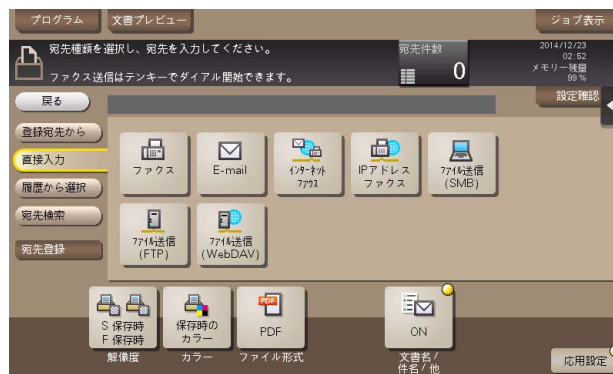 プログラム
文書プレビュー
ジョブ表示
宛先種類を選択し、宛先を入力してください。
ファクス送信はテンキーでダイアル開始できます。
宛先件数
0
2014/12/23
02:52
メモリー残量
99 %
戻る
設定確認
登録宛先から
直接入力
履歴から選択
宛先検索
宛先登録
ファクス
E-mail
ｲﾝﾀｰﾈｯﾄ
ﾌｧｸｽ
IPアドレス
ファクス
ﾌｧｲﾙ送信
(SMB)
ﾌｧｲﾙ送信
(FTP)
ﾌｧｲﾙ送信
(WebDAV)
S 保存時
F 保存時
解像度
保存時の
カラー
カラー
PDF
PDF
ファイル形式
ON
文書名/
件名/他
応用設定